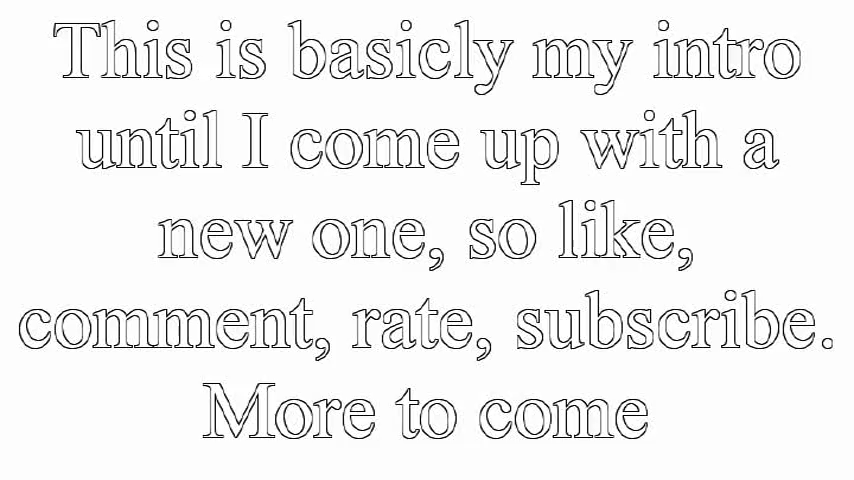 This is basicly my intro
until I come up with a
new one, so like,
comment, rate, subscribe.
More to come